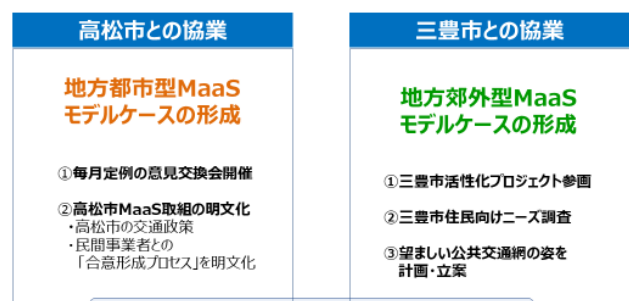 高松市との協業
地方都市型MaaS
モデルケースの形成
①毎月定例の意見交換会開催
②高松市MaaS取組の明文化
・高松市の交通政策
・民間事業者との
「合意形成プロセス」を明文化
三豊市との協業
地方郊外型MaaS
モデルケースの形成
①三豊市活性化プロジェクト参画
②三豊市住民向けニーズ調査
③望ましい公共交通網の姿を
計画・立案